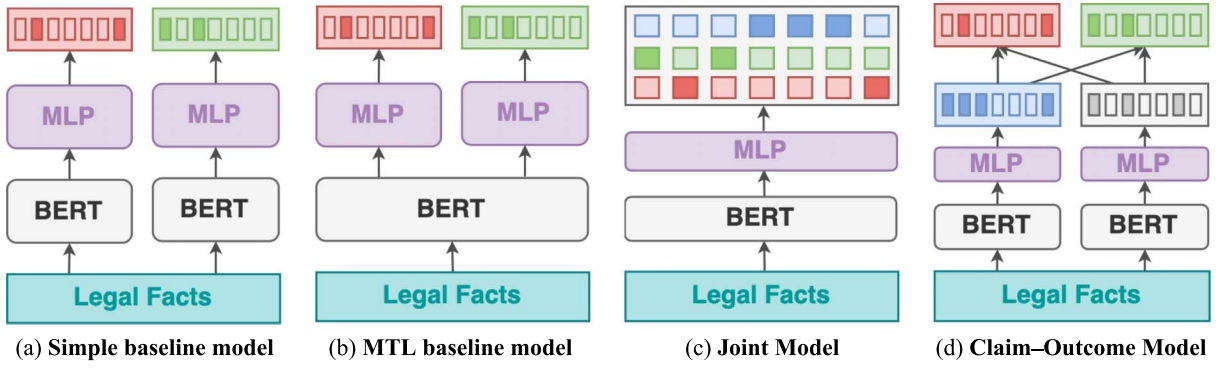 MLP
MLP
BERT
BERT
Legal Facts
(a) Simple baseline model
MLP
MLP
BERT
Legal Facts
(b) MTL baseline model
MLP
BERT
Legal Facts
(c) Joint Model
MLP
MLP
BERT
BERT
Legal Facts
(d) Claim–Outcome Model